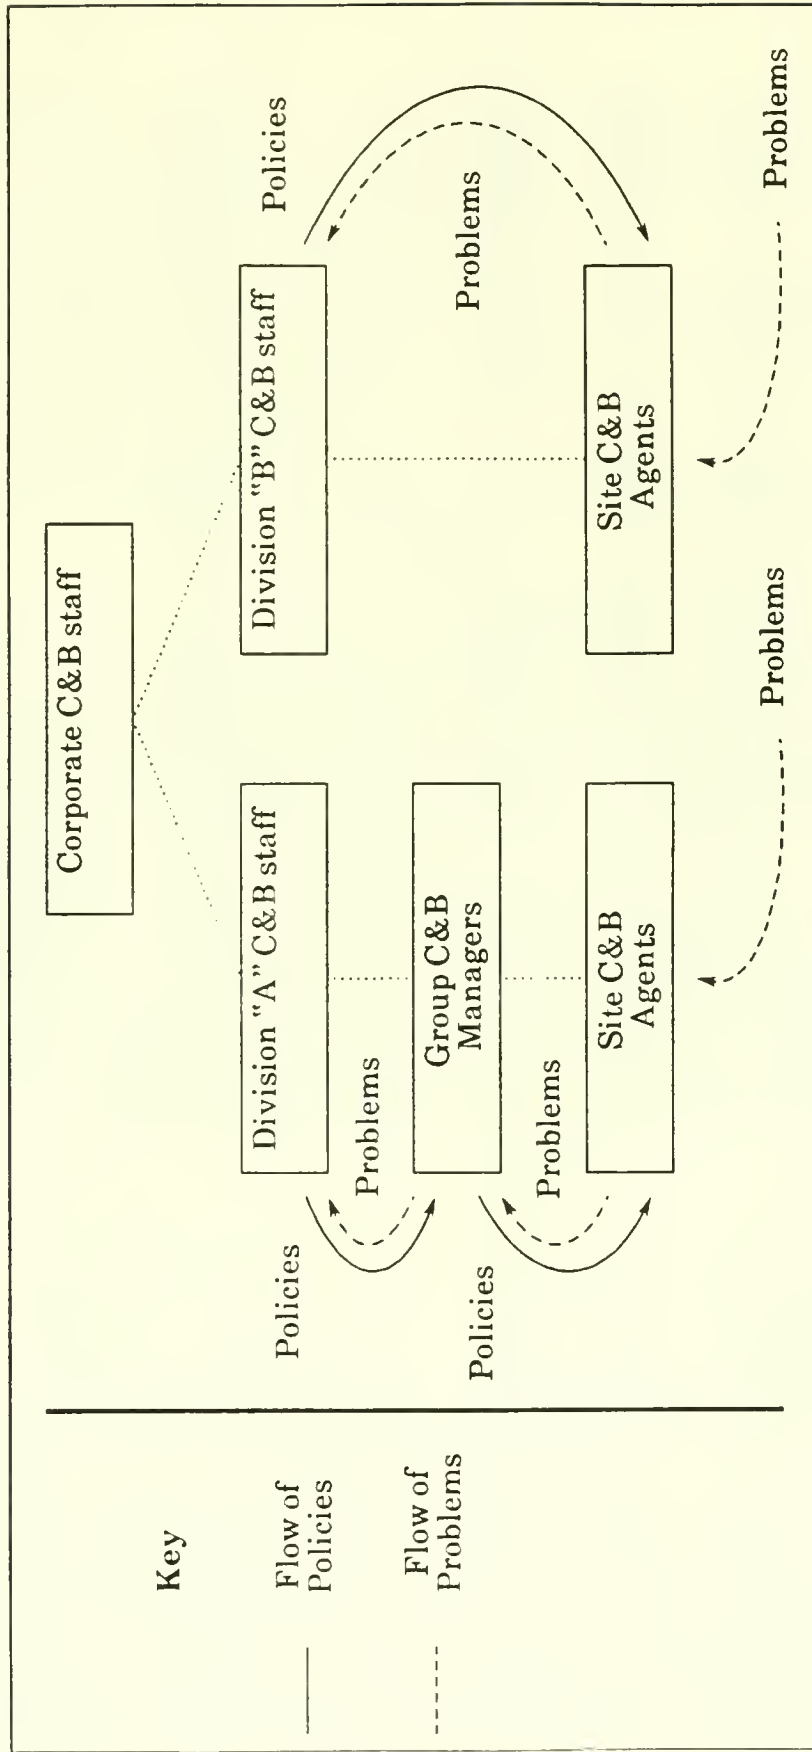 Key
Flow of
Policies
Flow of
Problems
Corporate C&B staff
Division "A" C&B staff
Division "B" C&B staff
Policies
Problems
Group C&B
Managers
Policies
Problems
Site C&B
Agents
Problems
Policies
Problems
Site C&B
Agents
Problems